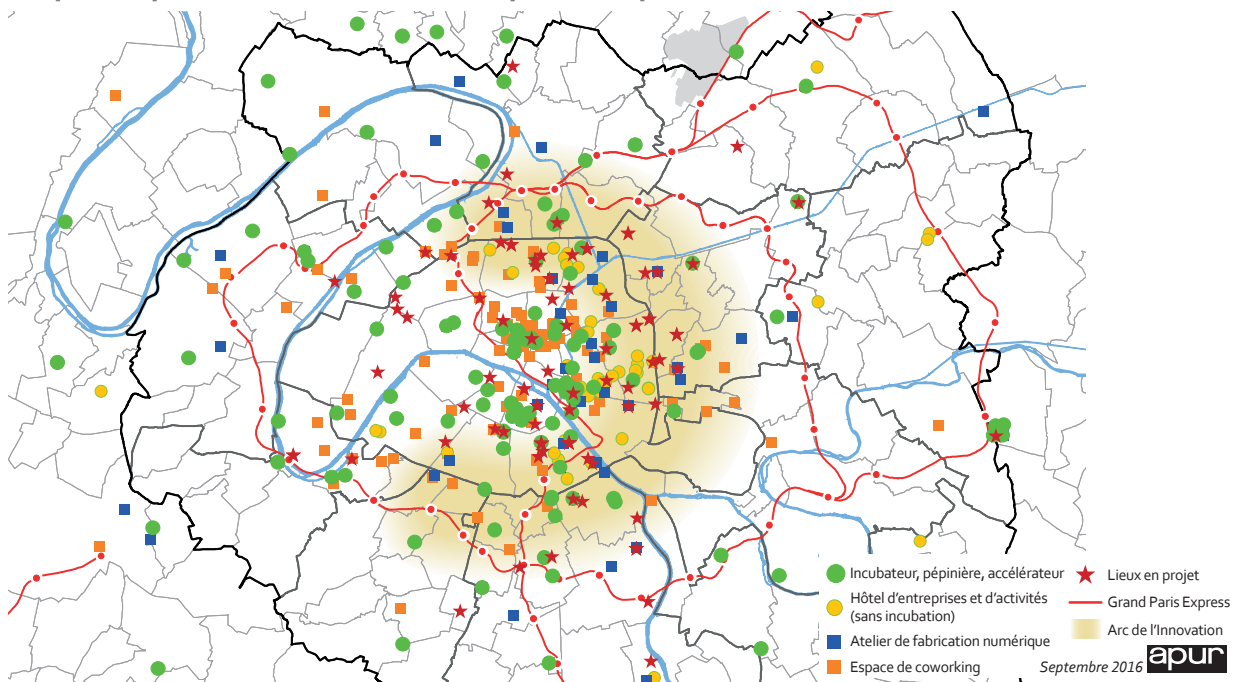 Incubateur, pépinière, accélérateur
Hôtel d'entreprises et d'activités
(sans incubation)
Atelier de fabrication numérique
Espace de coworking
Lieux en projet
Grand Paris Express
Arc de l'Innovation
Septembre 2016
apur